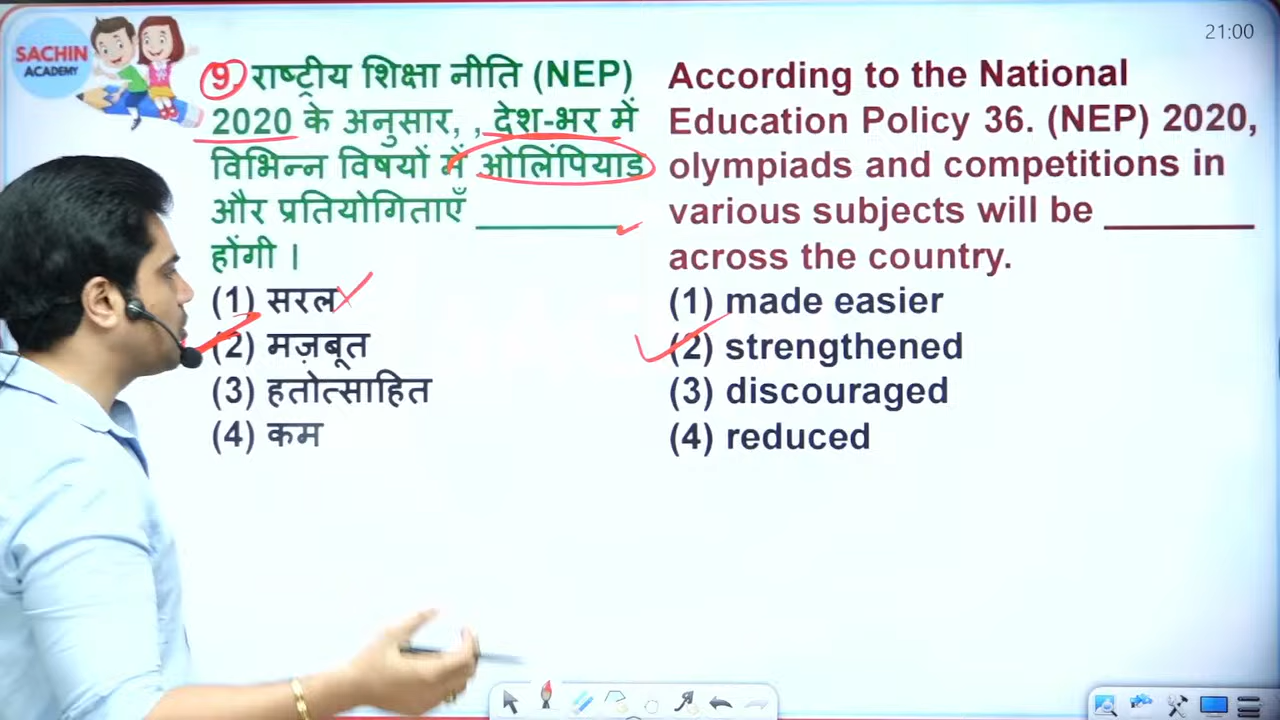 SACHIN
ACADEMY
21:00
9. राष्ट्रीय शिक्षा नीति (NEP)
2020 के अनुसार, , देश-भर में
विभिन्न विषयों में ओलिंपियाड
और प्रतियोगिताएँ ________
होंगी ।
(1) सरल
(2) मज़बूत
(3) हतोत्साहित
(4) कम
According to the National
Education Policy 36. (NEP) 2020,
olympiads and competitions in
various subjects will be ________
across the country.
(1) made easier
(2) strengthened
(3) discouraged
(4) reduced